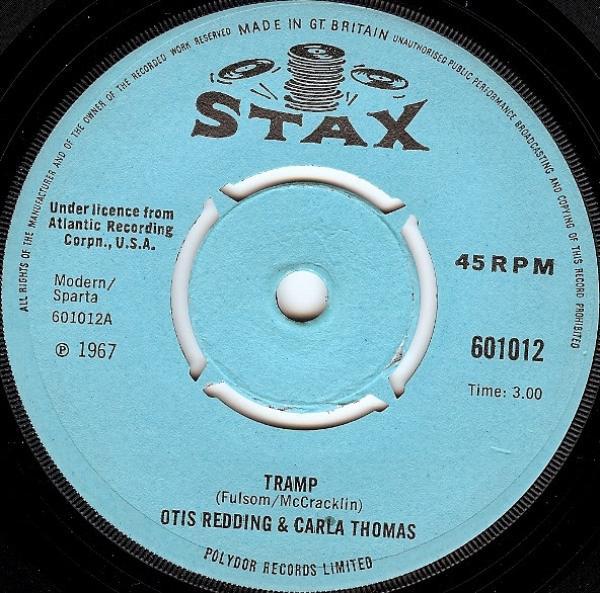 ALL RIGHTS OF THE MANUFACTURER AND OF THE OWNER OF THE RECORDED WORK RESERVED MADE IN GT. BRITAIN UNAUTHORISED PUBLIC PERFORMANCE BROADCASTING AND COPYING OF THIS RECORD PROHIBITED
STAX
Under licence from
Atlantic Recording
Corpn., U.S.A.
45 RPM
Modern/
Sparta
601012A
℗ 1967
601012
Time: 3.00
TRAMP
(Fulsom/McCracklin)
OTIS REDDING & CARLA THOMAS
POLYDOR RECORDS LIMITED